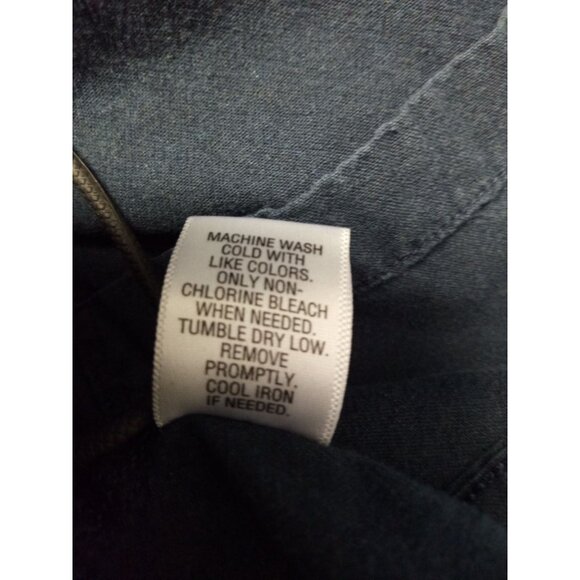 MACHINE WASH
COLD WITH
LIKE COLORS.
ONLY NON-
CHLORINE BLEACH
WHEN NEEDED.
TUMBLE DRY LOW.
REMOVE
PROMPTLY.
COOL IRON
IF NEEDED.